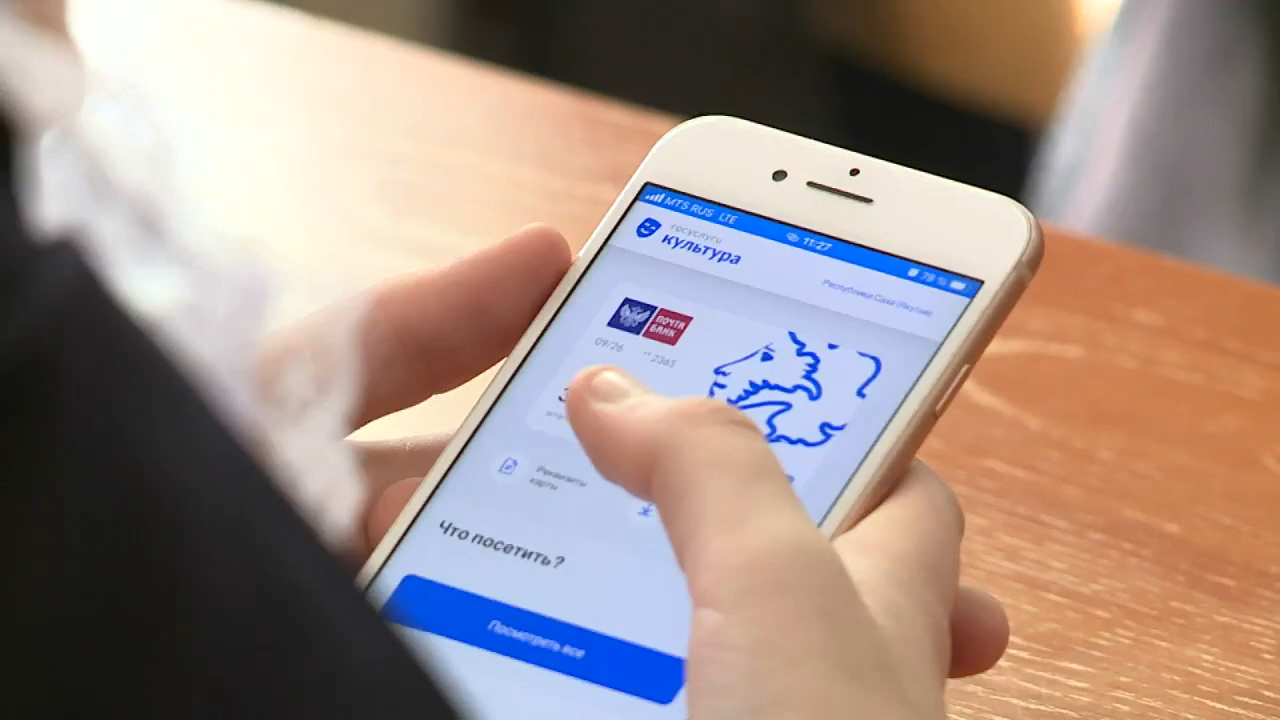 MTS RUS LTE 11:27 79 %
госуслуги
культура
Республика Саха (Якутия)
ПОЧТА
БАНК
09/26 ** 2365
Реквизиты
карты
Что посетить?
Посмотреть все